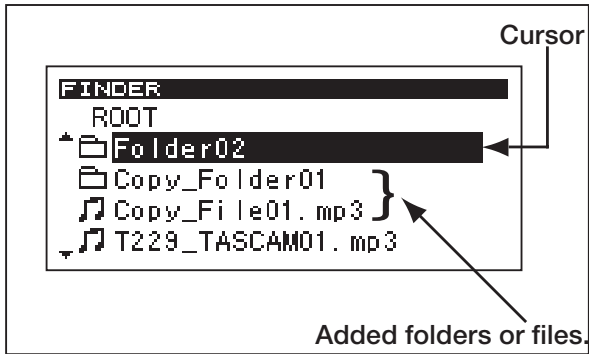 Cursor
FINDER
ROOT
Folder02
Copy_Folder01
Copy_File01.mp3
T229_TASCAM01.mp3
Added folders or files.